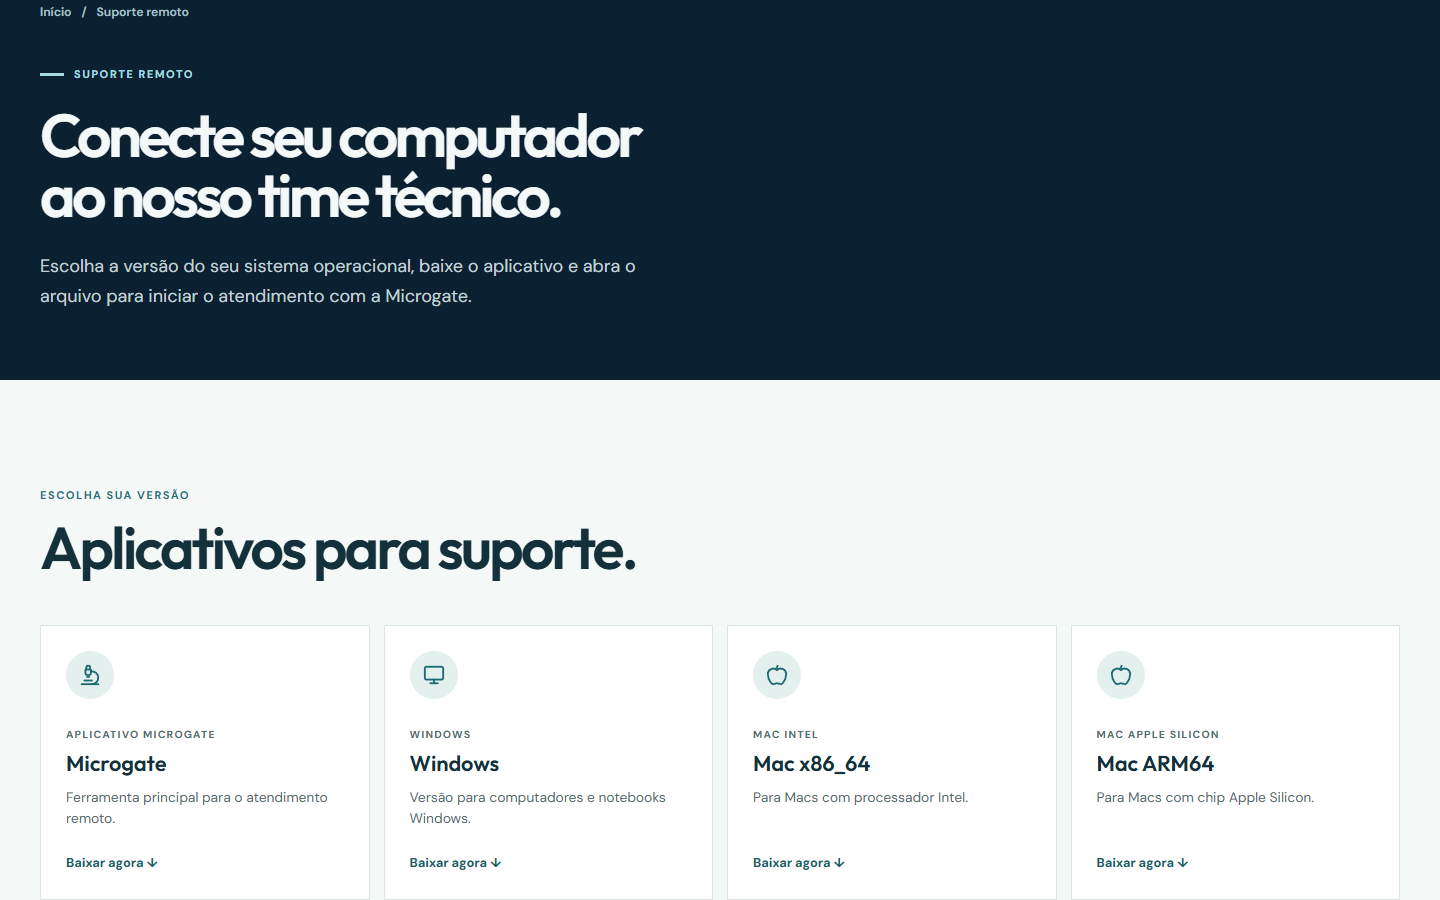 Início / Suporte remoto
SUPORTE REMOTO
Conecte seu computador
ao nosso time técnico.
Escolha a versão do seu sistema operacional, baixe o aplicativo e abra o
arquivo para iniciar o atendimento com a Microgate.
ESCOLHA SUA VERSÃO
Aplicativos para suporte.
APLICATIVO MICROGATE
Microgate
Ferramenta principal para o atendimento
remoto.
Baixar agora ↓
WINDOWS
Windows
Versão para computadores e notebooks
Windows.
Baixar agora ↓
MAC INTEL
Mac x86_64
Para Macs com processador Intel.
Baixar agora ↓
MAC APPLE SILICON
Mac ARM64
Para Macs com chip Apple Silicon.
Baixar agora ↓